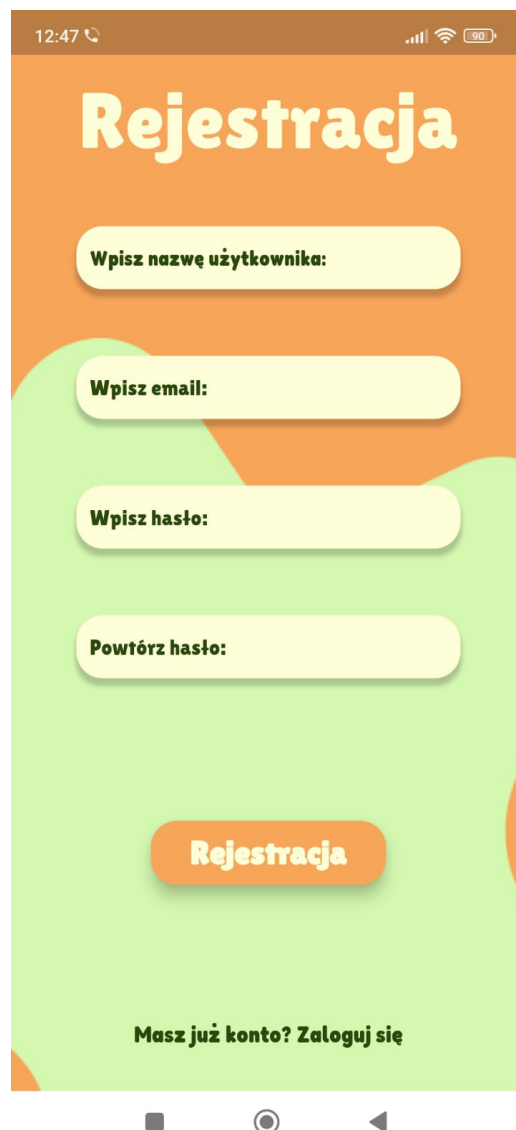 12:47
90
Rejestracja
Wpisz nazwę użytkownika:
Wpisz email:
Wpisz hasło:
Powtórz hasło:
Rejestracja
Masz już konto? Zaloguj się